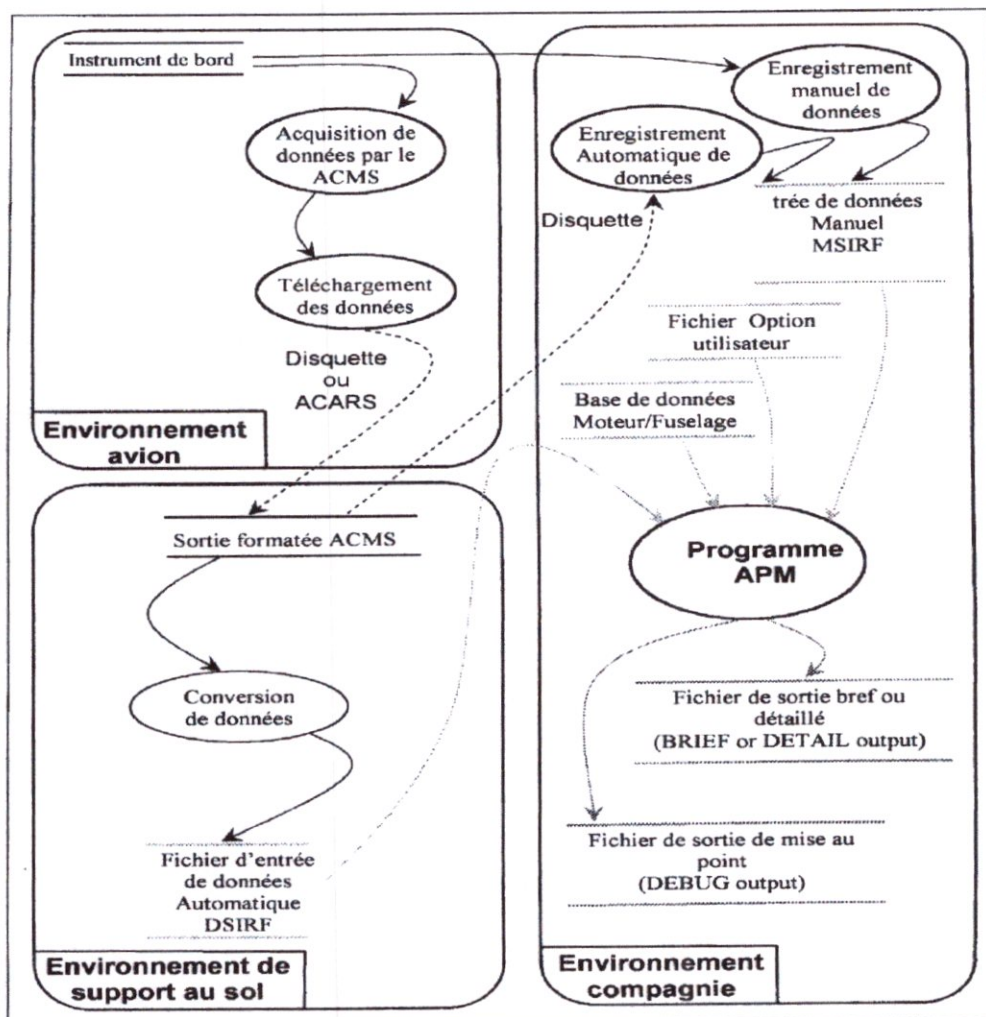 Instrument de bord
Acquisition de
données par le
ACMS
Téléchargement
des données
Disquette
ou
ACARS
Environnement
avion
Enregistrement
manuel de
données
Enregistrement
Automatique de
données
Disquette
trée de données
Manuel
MSIRF
Fichier Option
utilisateur
Base de données
Moteur/Fuselage
Programme
APM
Fichier de sortie bref ou
détaillé
(BRIEF or DETAIL output)
Fichier de sortie de mise au
point
(DEBUG output)
Environnement
compagnie
Sortie formatée ACMS
Conversion
de données
Fichier d'entrée
de données
Automatique
DSIRF
Environnement de
support au sol